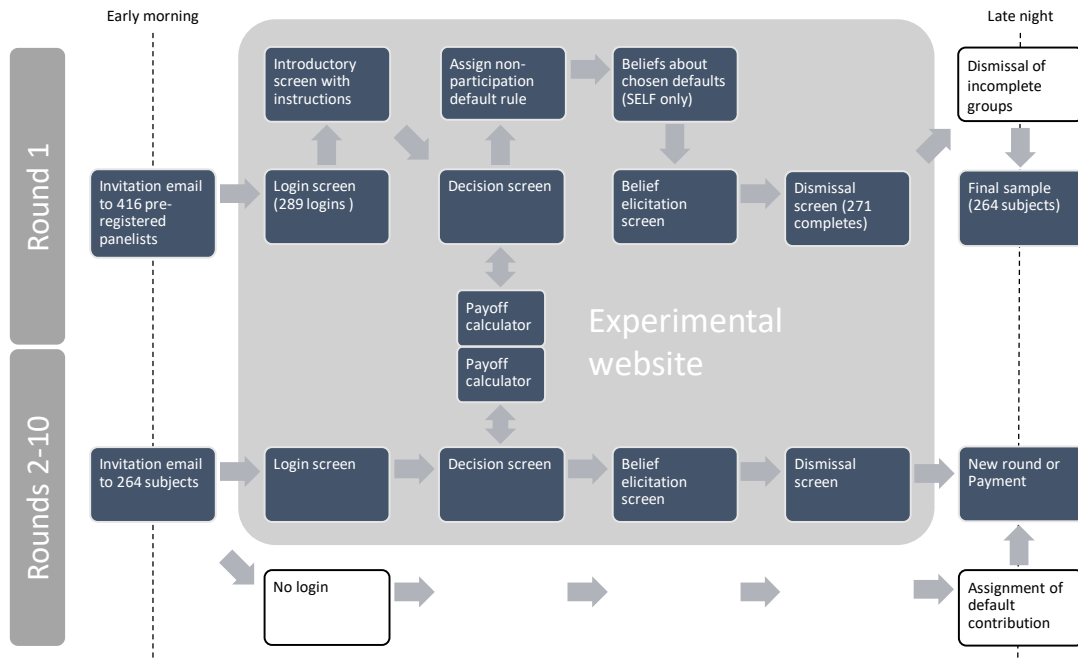 Early morning
Late night
Round 1
Introductory
screen with
instructions
Assign non-
participation
default rule
Beliefs about
chosen defaults
(SELF only)
Dismissal of
incomplete
groups
Invitation email
to 416 pre-
registered
panelists
Login screen
(289 logins )
Decision screen
Belief
elicitation
screen
Dismissal
screen (271
completes)
Final sample
(264 subjects)
Payoff
calculator
Experimental
website
Payoff
calculator
Rounds 2-10
Invitation email
to 264 subjects
Login screen
Decision screen
Belief
elicitation
screen
Dismissal
screen
New round or
Payment
No login
Assignment of
default
contribution